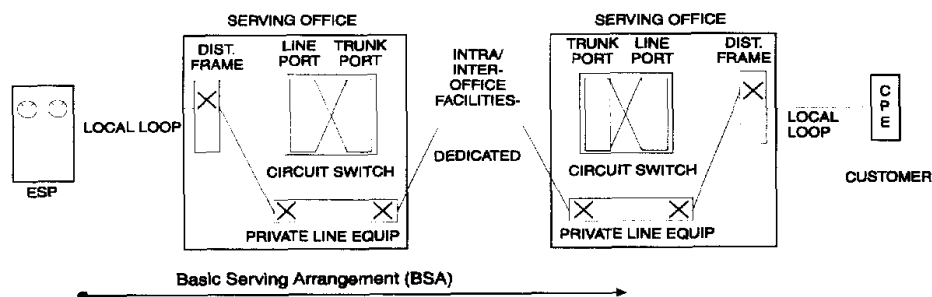 SERVING OFFICE
DIST.
FRAME
LINE
PORT
TRUNK
PORT
CIRCUIT SWITCH
PRIVATE LINE EQUIP
LOCAL LOOP
ESP
INTRA/
INTER-
OFFICE
FACILITIES-
DEDICATED
SERVING OFFICE
TRUNK
PORT
LINE
PORT
DIST.
FRAME
CIRCUIT SWITCH
PRIVATE LINE EQUIP
LOCAL
LOOP
C
P
E
CUSTOMER
Basic Serving Arrangement (BSA)